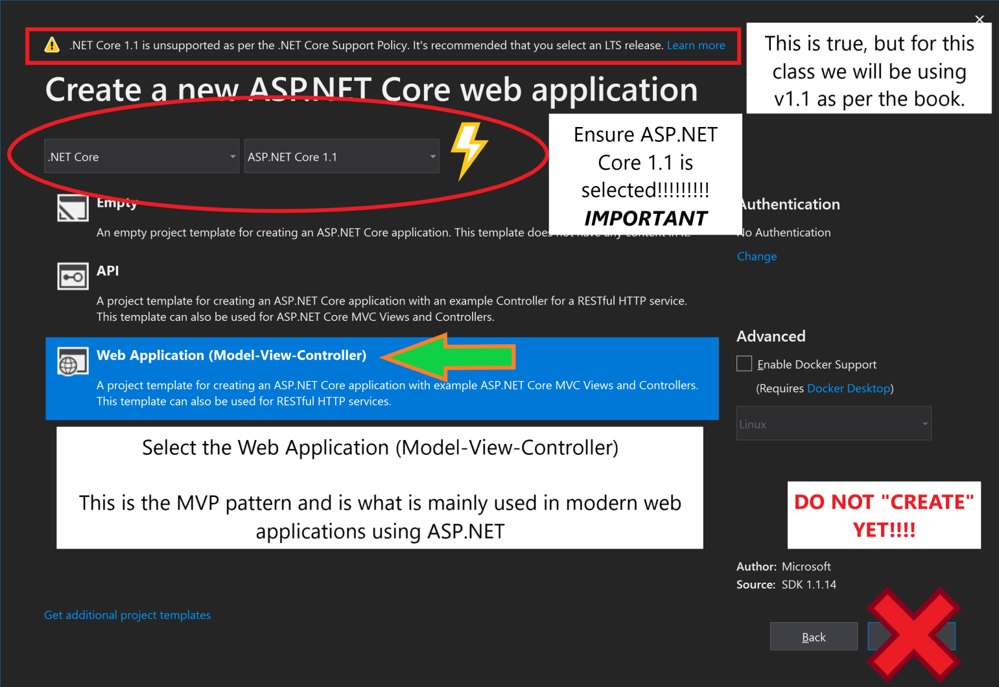 .NET Core 1.1 is unsupported as per the .NET Core Support Policy. It's recommended that you select an LTS release. Learn more
This is true, but for this
class we will be using
v1.1 as per the book.
Create a new ASP.NET Core web application
.NET Core
ASP.NET Core 1.1
Ensure ASP.NET
Core 1.1 is
selected!!!!!!!!!
IMPORTANT
Empty
An empty project template for creating an ASP.NET Core application. This template does not have any content in it.
API
A project template for creating an ASP.NET Core application with an example Controller for a RESTful HTTP service.
This template can also be used for ASP.NET Core MVC Views and Controllers.
Web Application (Model-View-Controller)
A project template for creating an ASP.NET Core application with example ASP.NET Core MVC Views and Controllers.
This template can also be used for RESTful HTTP services.
Select the Web Application (Model-View-Controller)
This is the MVP pattern and is what is mainly used in modern web
applications using ASP.NET
Get additional project templates
Authentication
No Authentication
Change
Advanced
Enable Docker Support
(Requires Docker Desktop)
Linux
DO NOT "CREATE"
YET!!!!
Author: Microsoft
Source: SDK 1.1.14
Back